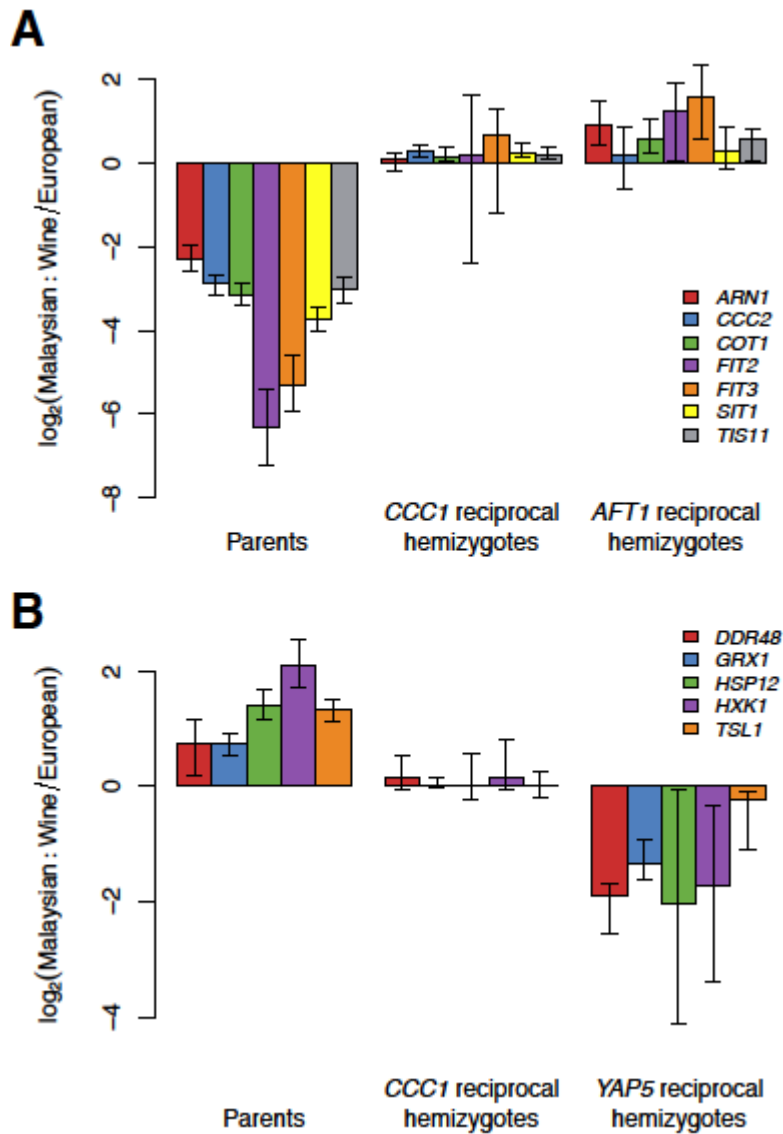 A
log2(Malaysian : Wine/European)
2
0
−2
−4
−6
−8
ARN1
CCC2
COT1
FIT2
FIT3
SIT1
TIS11
Parents
CCC1 reciprocal
hemizygotes
AFT1 reciprocal
hemizygotes
B
log2(Malaysian : Wine/European)
2
0
−2
−4
DDR48
GRX1
HSP12
HXK1
TSL1
Parents
CCC1 reciprocal
hemizygotes
YAP5 reciprocal
hemizygotes